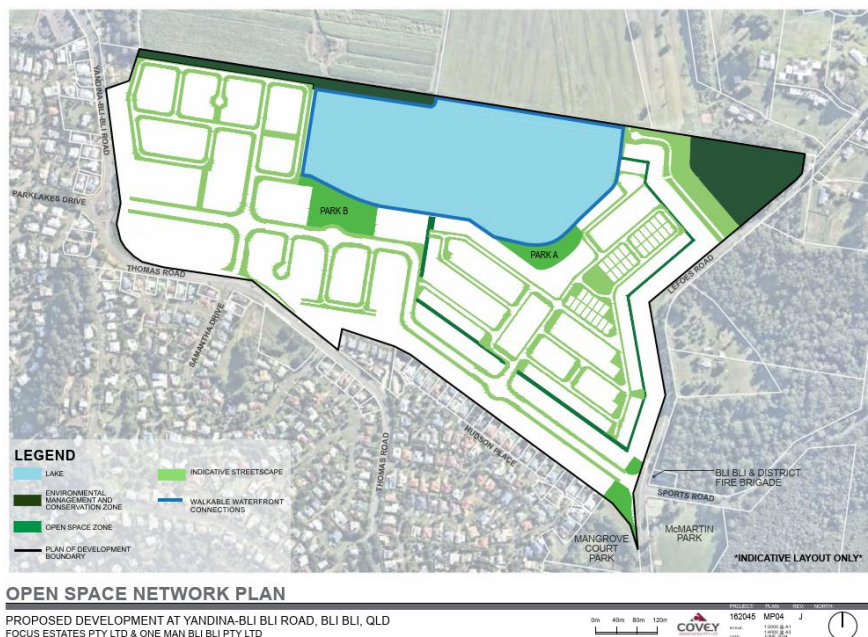 YANDINA-BLI-BLI ROAD
PARKLAKES DRIVE
PARK B
PARK A
THOMAS ROAD
LEFOES ROAD
SAMANTHA DRIVE
HUDSON PLACE
THOMAS ROAD
BLI BLI & DISTRICT
FIRE BRIGADE
SPORTS ROAD
McMARTIN
PARK
MANGROVE
COURT
PARK
*INDICATIVE LAYOUT ONLY*
LEGEND
LAKE
ENVIRONMENTAL
MANAGEMENT AND
CONSERVATION ZONE
OPEN SPACE ZONE
PLAN OF DEVELOPMENT
BOUNDARY
INDICATIVE STREETSCAPE
WALKABLE WATERFRONT
CONNECTIONS
OPEN SPACE NETWORK PLAN
PROPOSED DEVELOPMENT AT YANDINA-BLI BLI ROAD, BLI BLI, QLD
FOCUS ESTATES PTY LTD & ONE MAN BLI BLI PTY LTD
0m 40m 80m 120m
COVEY
PROJECT PLAN REV NORTH
162045 MP04 J